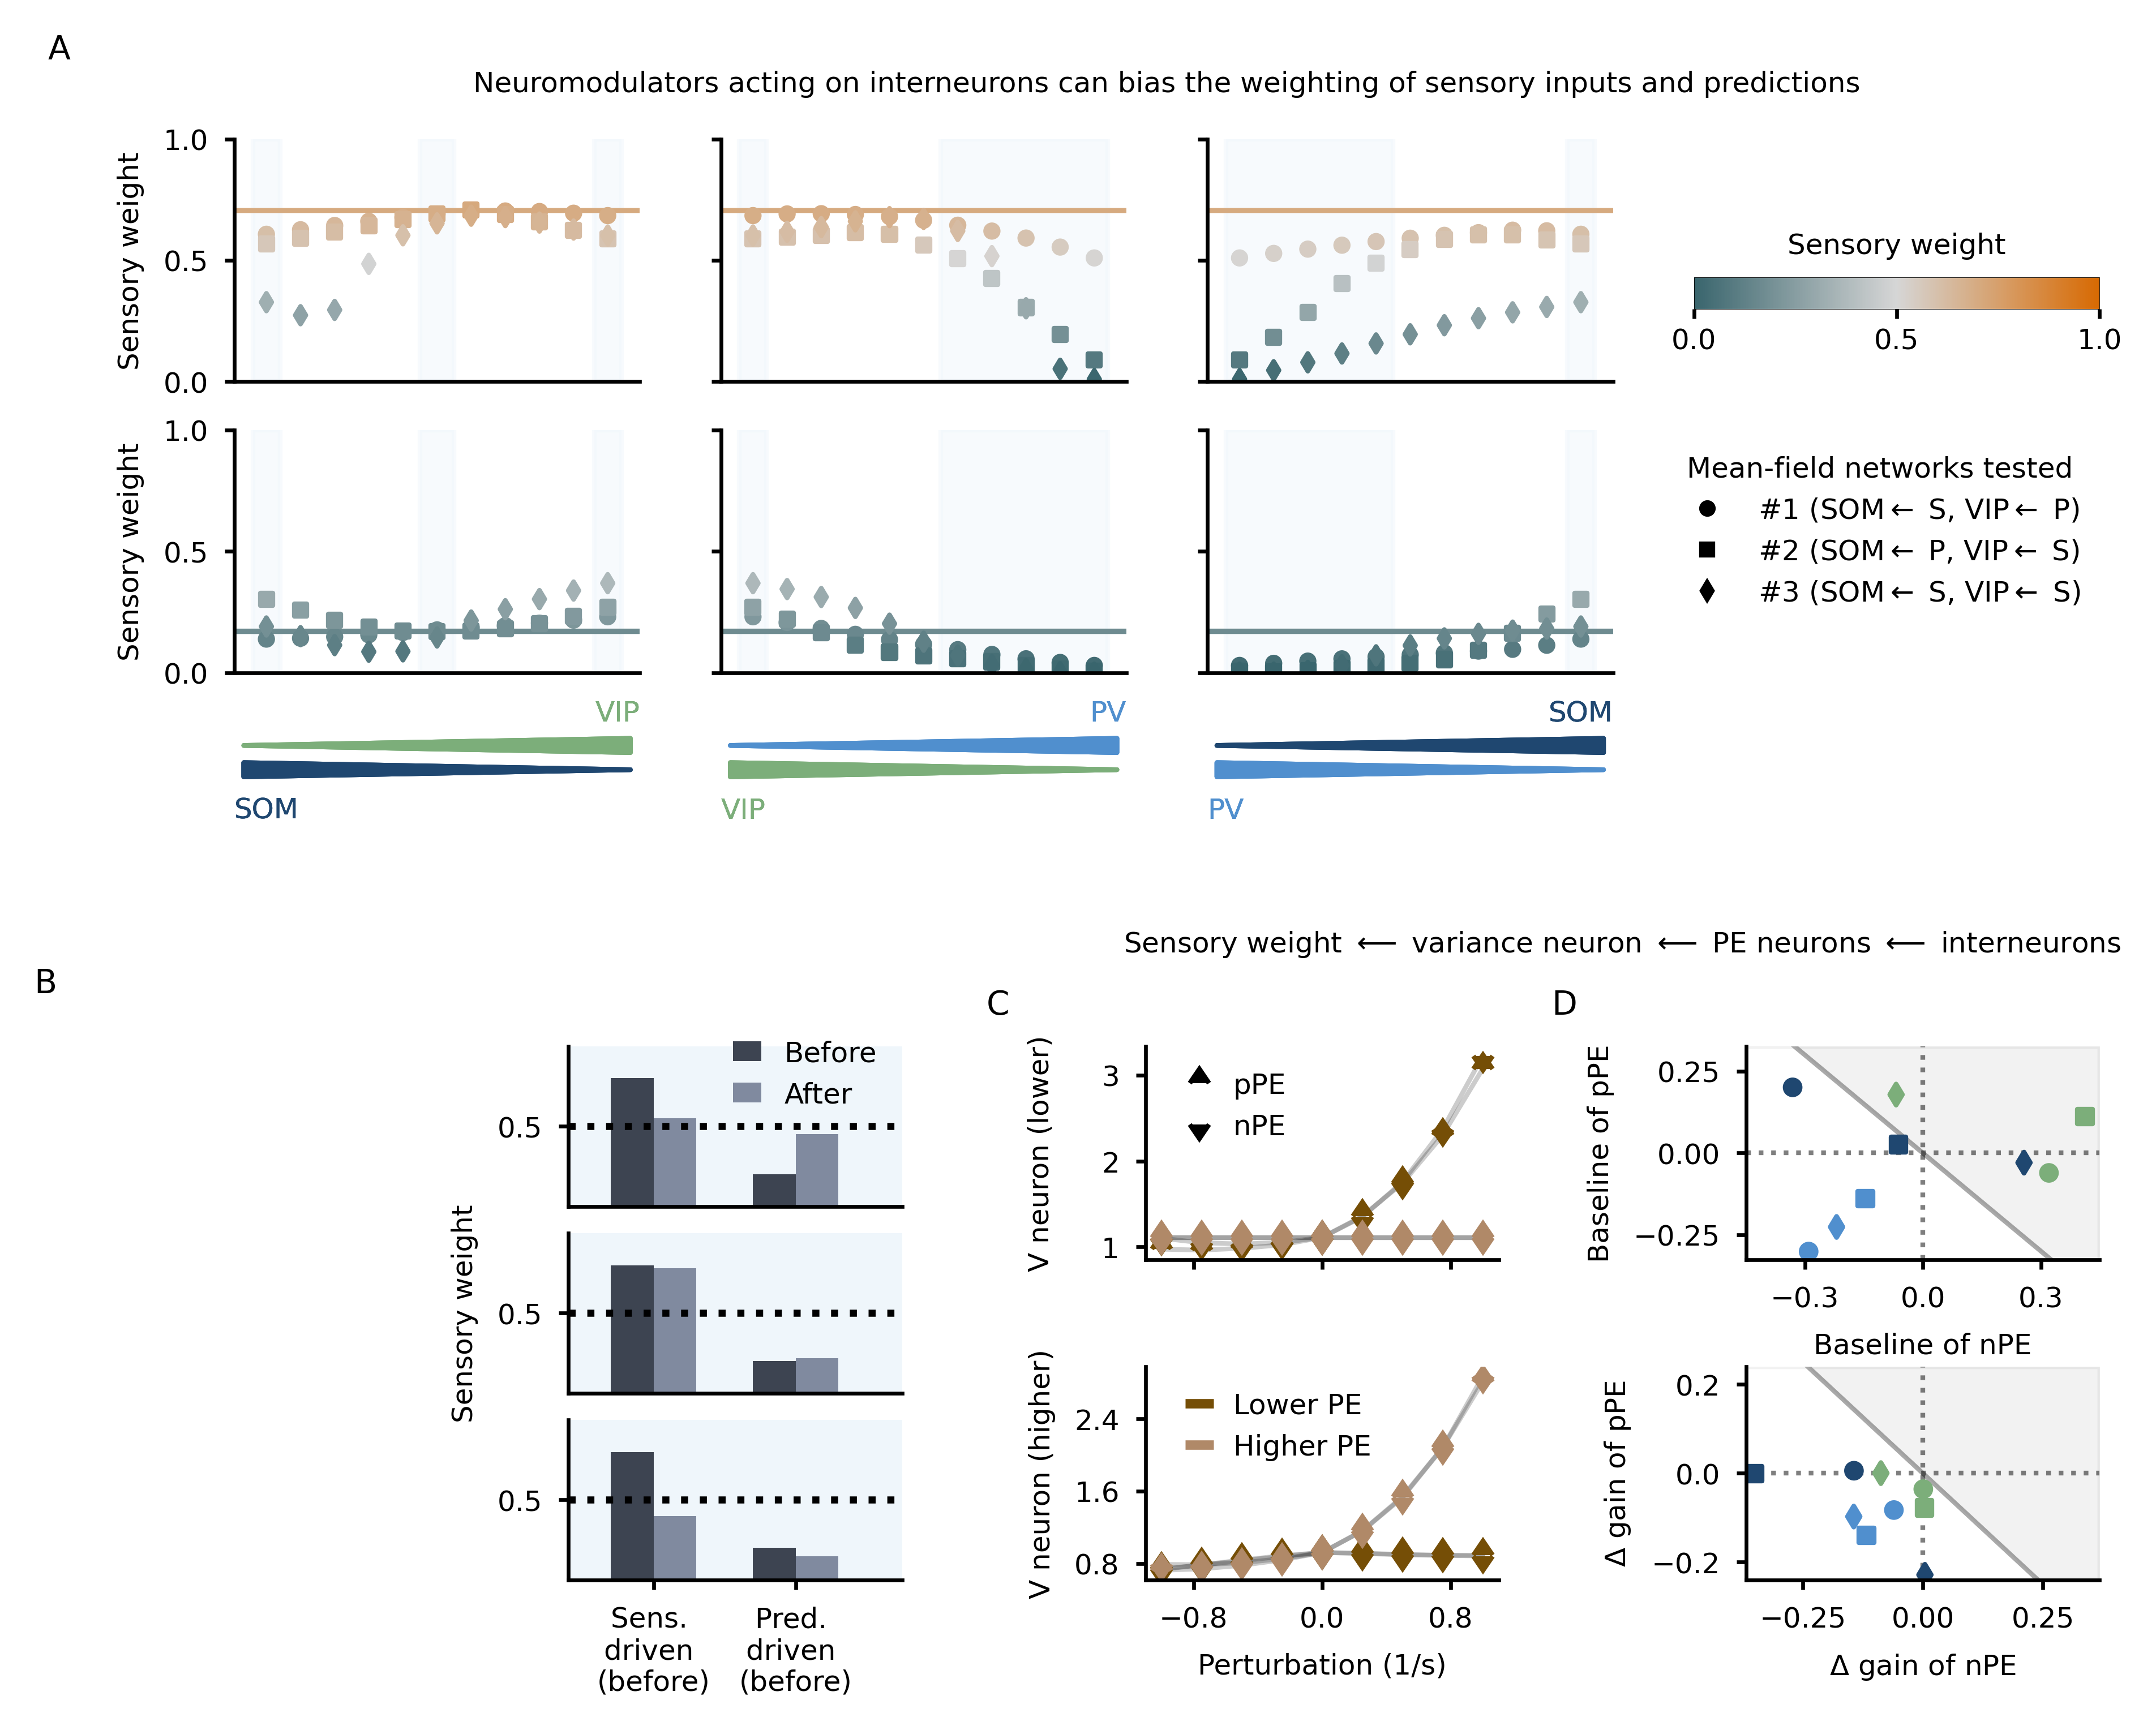 A
Neuromodulators acting on interneurons can bias the weighting of sensory inputs and predictions
Sensory weight
1.0
0.5
0.0
Sensory weight
0.0
0.5
1.0
Sensory weight
1.0
0.5
0.0
Mean-field networks tested
#1 (SOM← S, VIP← P)
#2 (SOM← P, VIP← S)
#3 (SOM← S, VIP← S)
VIP
SOM
PV
VIP
SOM
PV
Sensory weight ⟵ variance neuron ⟵ PE neurons ⟵ interneurons
B
Sensory weight
Before
After
0.5
0.5
0.5
Sens.
driven
(before)
Pred.
driven
(before)
C
V neuron (lower)
3
2
1
pPE
nPE
V neuron (higher)
2.4
1.6
0.8
Lower PE
Higher PE
−0.8
0.0
0.8
Perturbation (1/s)
D
Baseline of pPE
0.25
0.00
−0.25
−0.3
0.0
0.3
Baseline of nPE
Δ gain of pPE
0.2
0.0
−0.2
−0.25
0.00
0.25
Δ gain of nPE